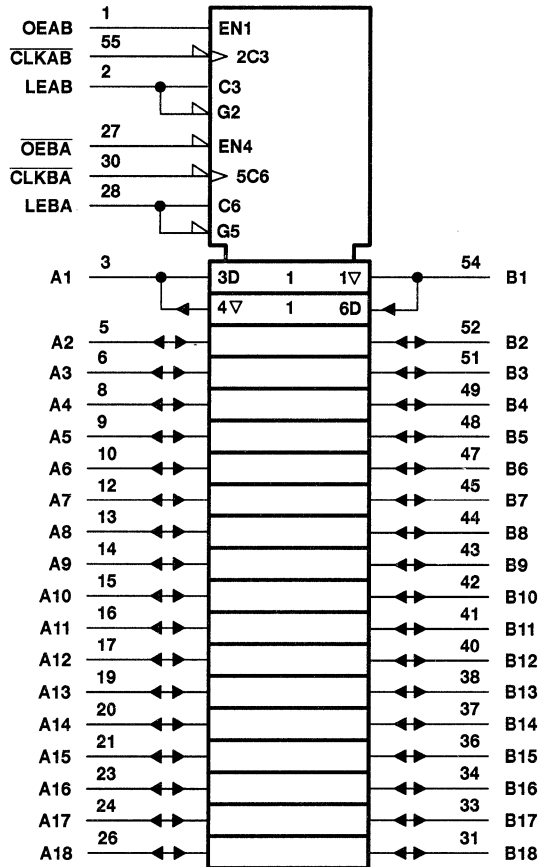 OEAB 1 EN1
CLKAB 55 2C3
LEAB 2 C3
G2
OEBA 27 EN4
CLKBA 30 5C6
LEBA 28 C6
G5
A1 3 3D 1 1▽ 54 B1
4▽ 1 6D
A2 5 52 B2
A3 6 51 B3
A4 8 49 B4
A5 9 48 B5
A6 10 47 B6
A7 12 45 B7
A8 13 44 B8
A9 14 43 B9
A10 15 42 B10
A11 16 41 B11
A12 17 40 B12
A13 19 38 B13
A14 20 37 B14
A15 21 36 B15
A16 23 34 B16
A17 24 33 B17
A18 26 31 B18